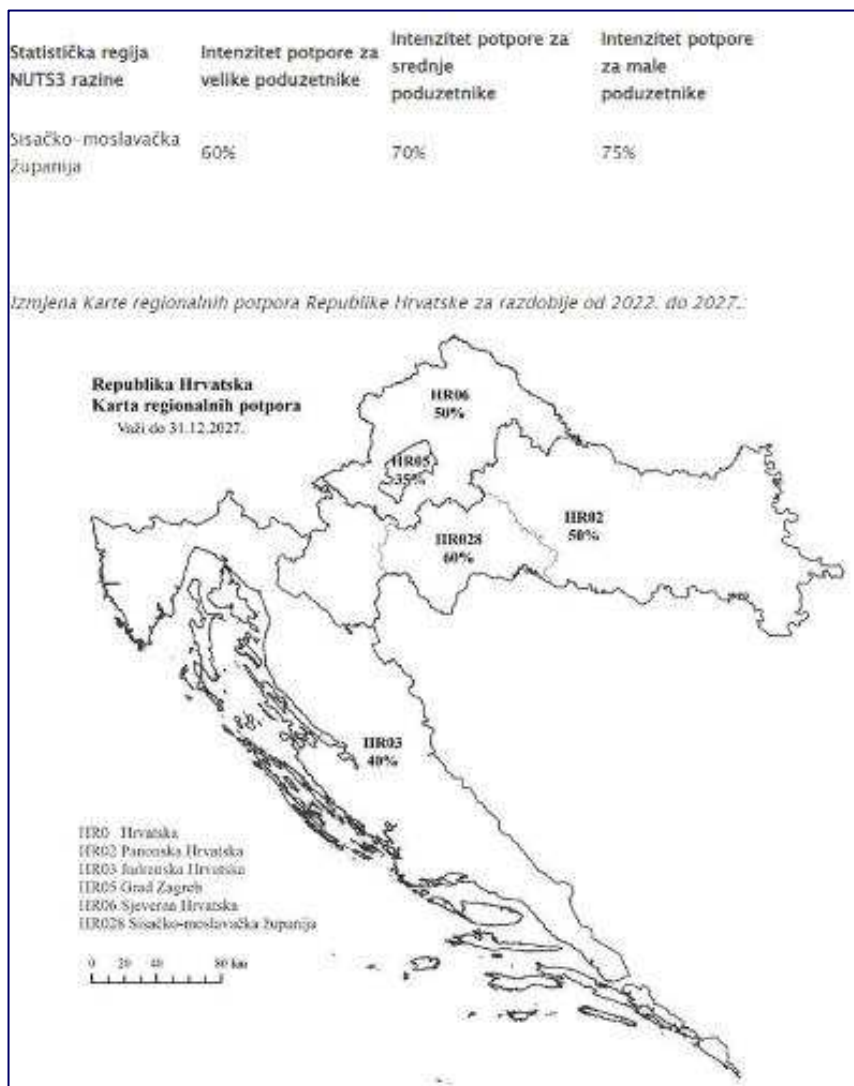 Statistička regija
NUTS3 razine
Intenzitet potpore za
velike poduzetnike
Intenzitet potpore za
srednje
poduzetnike
Intenzitet potpore
za male
poduzetnike
Sisačko-moslavačka
županija
60%
70%
75%
Izmjena Karte regionalnih potpora Republike Hrvatske za razdoblje od 2022. do 2027.:
Republika Hrvatska
Karta regionalnih potpora
Važi do 31.12.2027.
HR06
50%
HR05
35%
HR02
50%
HR028
60%
HR03
40%
HR0 Hrvatska
HR02 Panonska Hrvatska
HR03 Jadranska Hrvatska
HR05 Grad Zagreb
HR06 Sjeverna Hrvatska
HR028 Sisačko-moslavačka županija
0 20 40 80 km